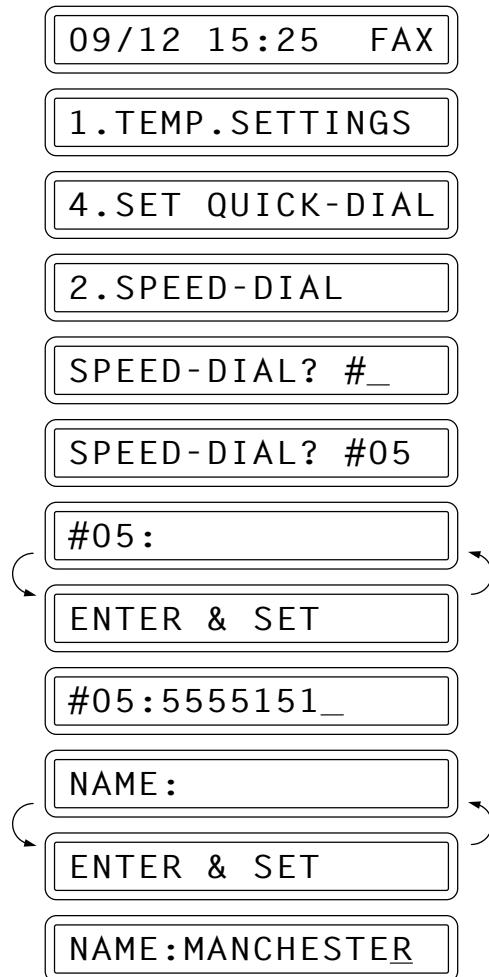 09/12 15:25 FAX
1.TEMP.SETTINGS
4.SET QUICK-DIAL
2.SPEED-DIAL
SPEED-DIAL? #_
SPEED-DIAL? #05
#05:
ENTER & SET
#05:5555151_
NAME:
ENTER & SET
NAME:MANCHESTER